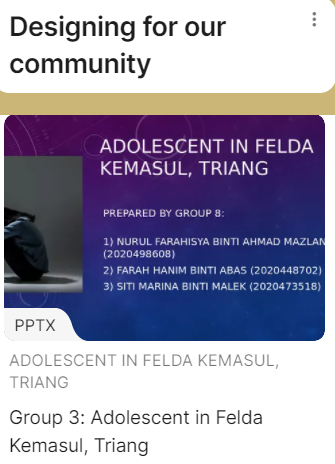 Designing for our
community
ADOLESCENT IN FELDA
KEMASUL, TRIANG
PREPARED BY GROUP 8:
1) NURUL FARAHISYA BINTI AHMAD MAZLAN
(2020498608)
2) FARAH HANIM BINTI ABAS (2020448702)
3) SITI MARINA BINTI MALEK (2020473518)
PPTX
ADOLESCENT IN FELDA KEMASUL,
TRIANG
Group 3: Adolescent in Felda
Kemasul, Triang